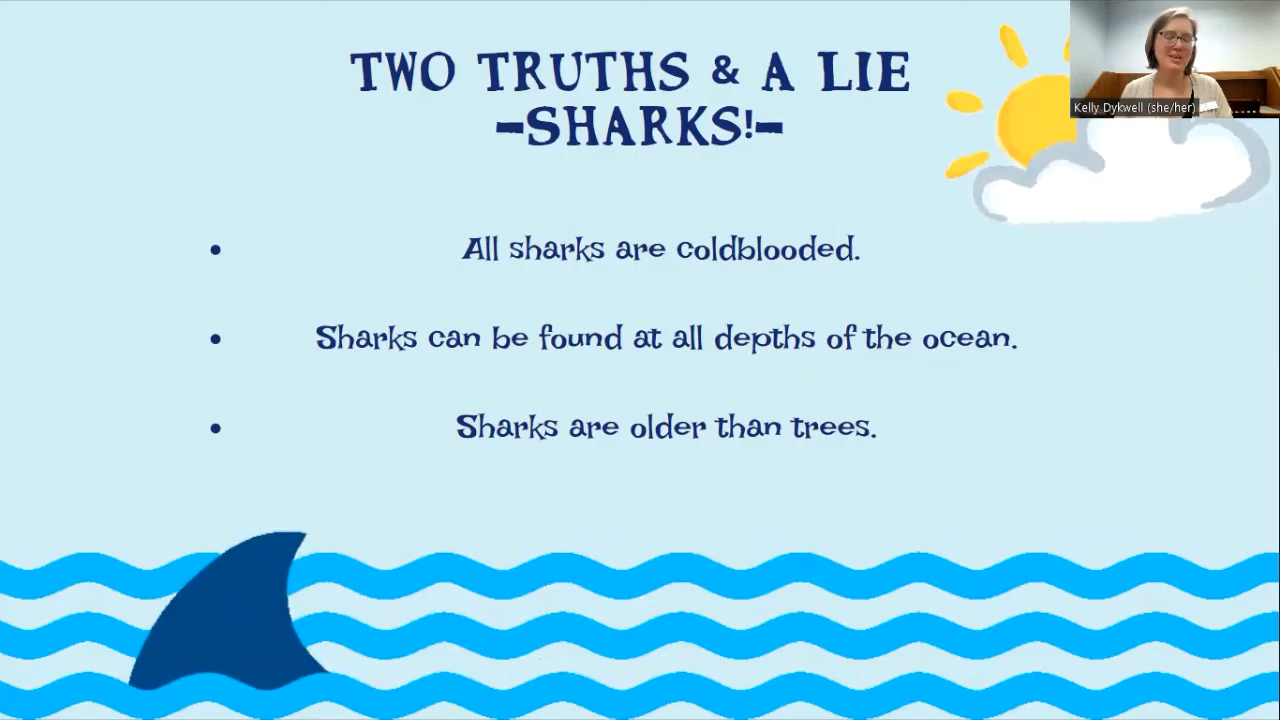 TWO TRUTHS & A LIE
-SHARKS!-
Kelly Dykwell (she/her)
• All sharks are coldblooded.
• Sharks can be found at all depths of the ocean.
• Sharks are older than trees.